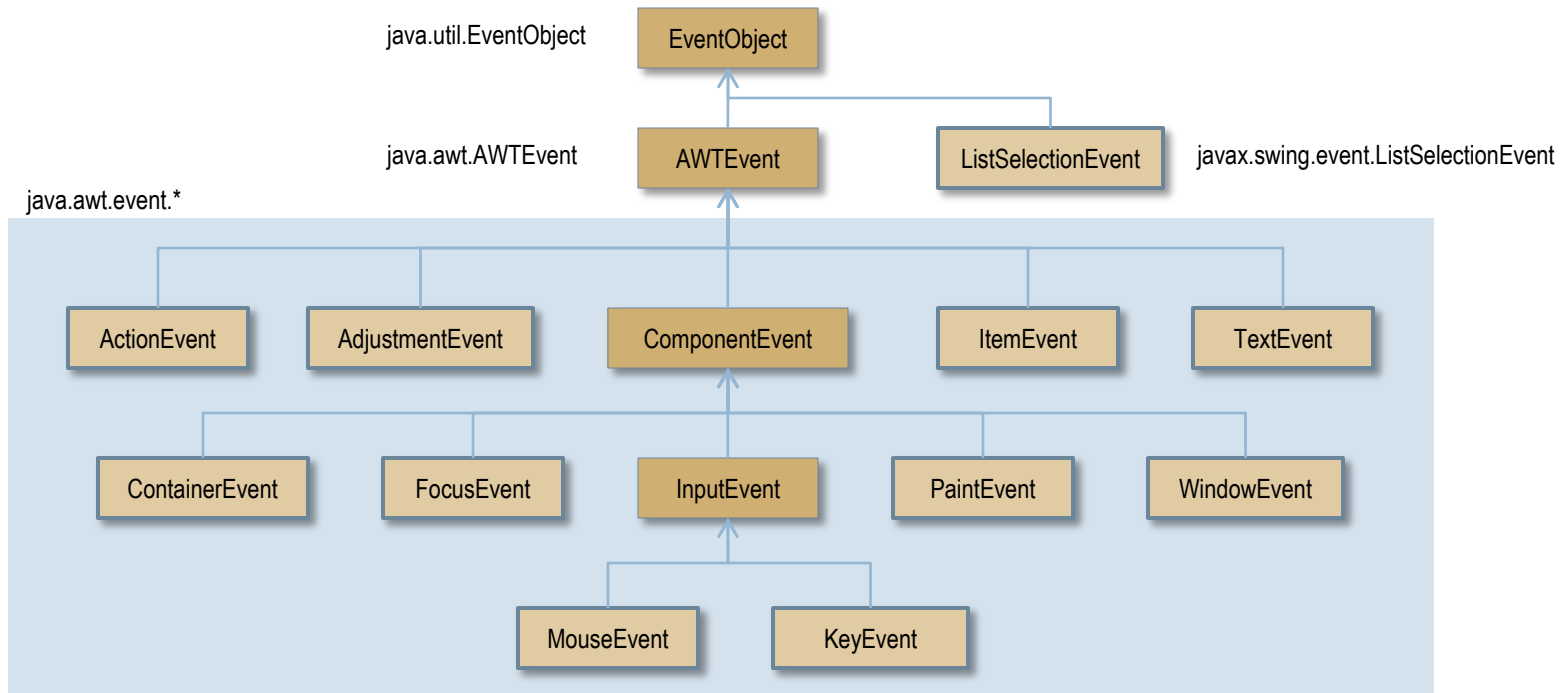 java.util.EventObject
EventObject
java.awt.AWTEvent
AWTEvent
ListSelectionEvent
javax.swing.event.ListSelectionEvent
java.awt.event.*
ActionEvent
AdjustmentEvent
ComponentEvent
ItemEvent
TextEvent
ContainerEvent
FocusEvent
InputEvent
PaintEvent
WindowEvent
MouseEvent
KeyEvent